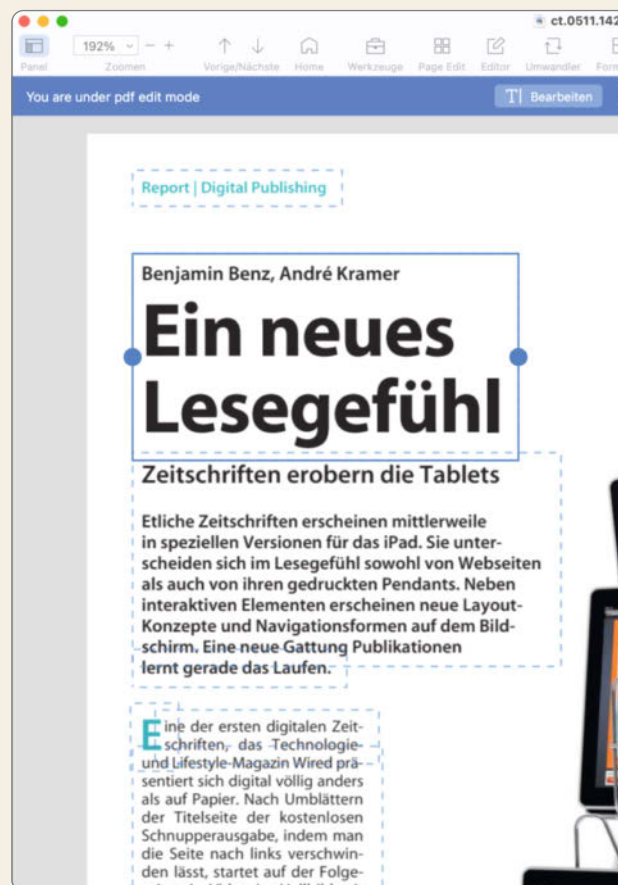 ct.0511.142
192%
Panel
Zoomen
Vorige/Nächste
Home
Werkzeuge
Page Edit
Editor
Umwandler
You are under pdf edit mode
T| Bearbeiten
Report | Digital Publishing
Benjamin Benz, André Kramer
Ein neues
Lesegefühl
Zeitschriften erobern die Tablets
Etliche Zeitschriften erscheinen mittlerweile
in speziellen Versionen für das iPad. Sie unter-
scheiden sich im Lesegefühl sowohl von Webseiten
als auch von ihren gedruckten Pendants. Neben
interaktiven Elementen erscheinen neue Layout-
Konzepte und Navigationsformen auf dem Bild-
schirm. Eine neue Gattung Publikationen
lernt gerade das Laufen.
Eine der ersten digitalen Zeit-
schriften, das Technologie-
und Lifestyle-Magazin Wired prä-
sentiert sich digital völlig anders
als auf Papier. Nach Umblättern
der Titelseite der kostenlosen
Schnupperausgabe, indem man
die Seite nach links verschwin-
den lässt, startet auf der Folge-